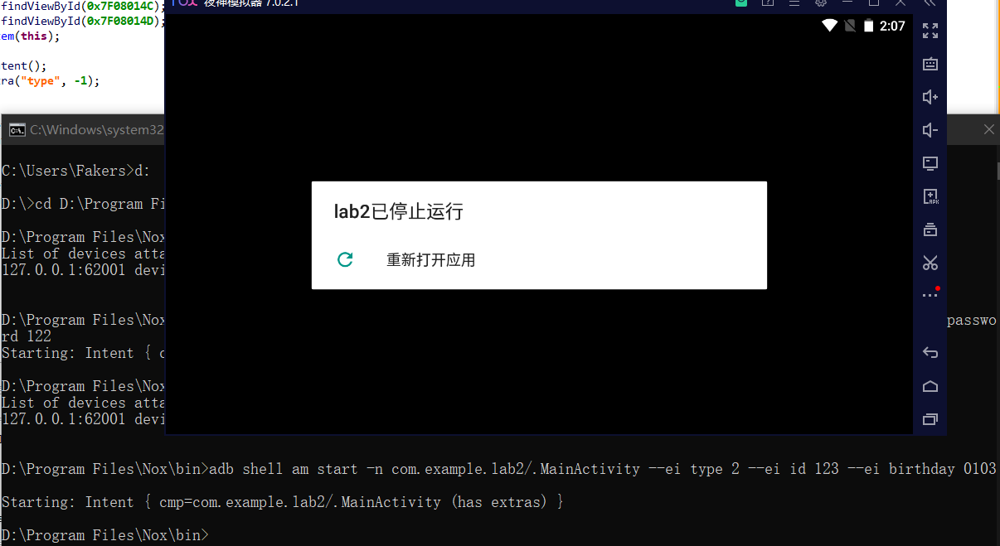 findViewById(0x7F08014C);
findViewById(0x7F08014D);
em(this);
tent();
ra("type", -1);
夜神模拟器 7.0.2.1
2:07
C:\Windows\system32
C:\Users\Fakers>d:
D:\>cd D:\Program Fi
D:\Program Files\Nox
List of devices atta
127.0.0.1:62001 devi
D:\Program Files\Nox
passwo
rd 122
Starting: Intent { c
D:\Program Files\Nox
List of devices atta
127.0.0.1:62001 devi
lab2已停止运行
重新打开应用
APK
D:\Program Files\Nox\bin>adb shell am start -n com.example.lab2/.MainActivity --ei type 2 --ei id 123 --ei birthday 0103
Starting: Intent { cmp=com.example.lab2/.MainActivity (has extras) }
D:\Program Files\Nox\bin>